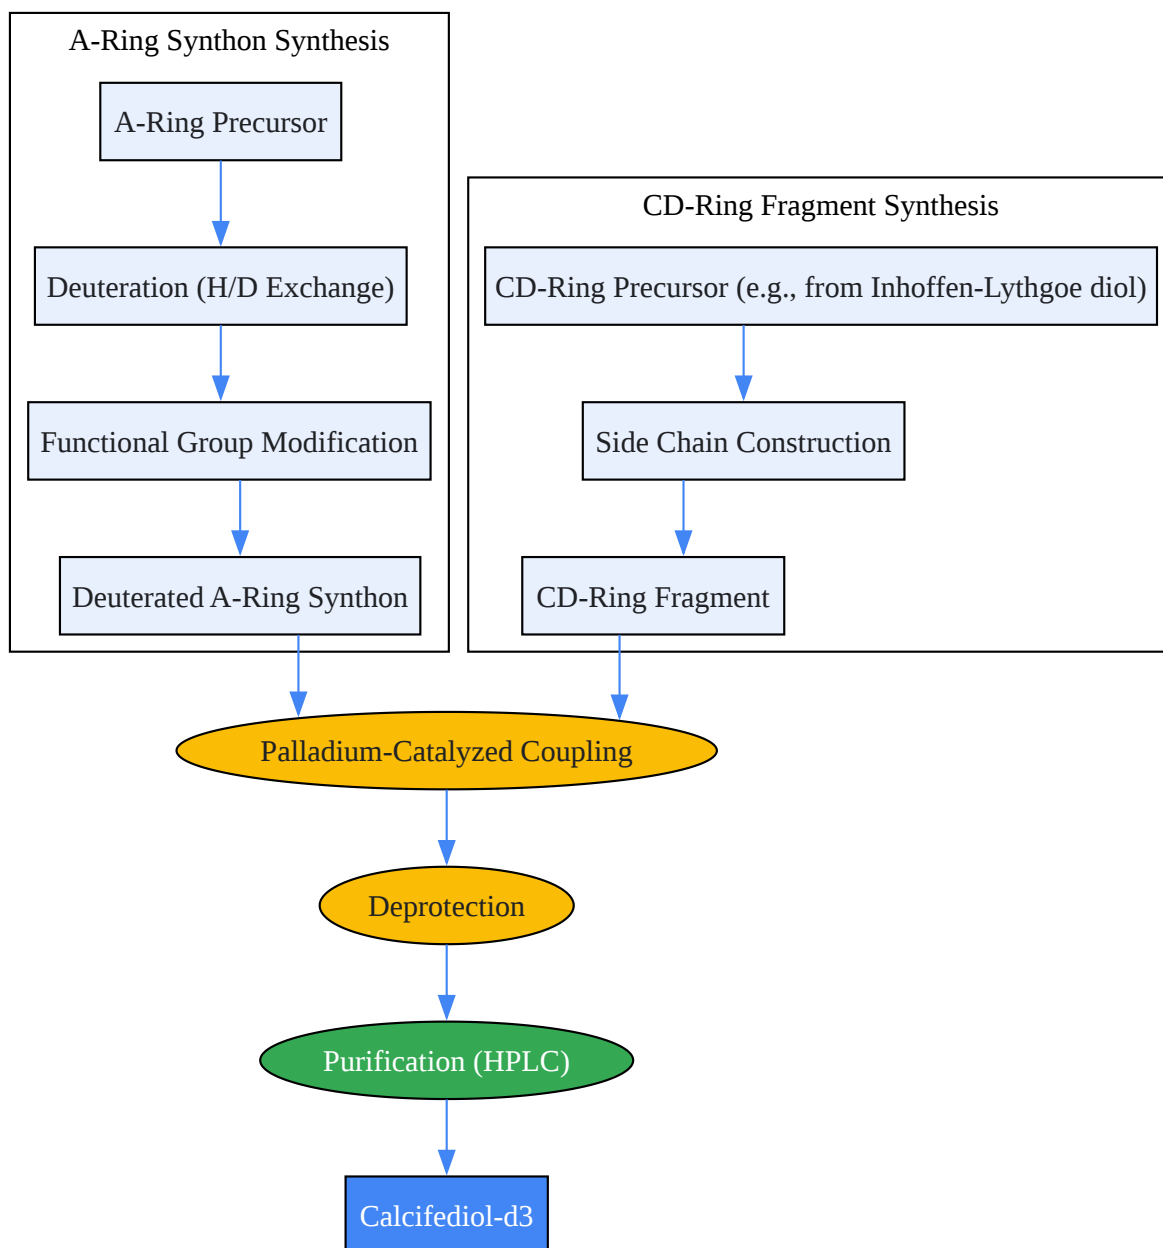 A-Ring Synthon Synthesis
A-Ring Precursor
Deuteration (H/D Exchange)
Functional Group Modification
Deuterated A-Ring Synthon
CD-Ring Fragment Synthesis
CD-Ring Precursor (e.g., from Inhoffen-Lythgoe diol)
Side Chain Construction
CD-Ring Fragment
Palladium-Catalyzed Coupling
Deprotection
Purification (HPLC)
Calcifediol-d3